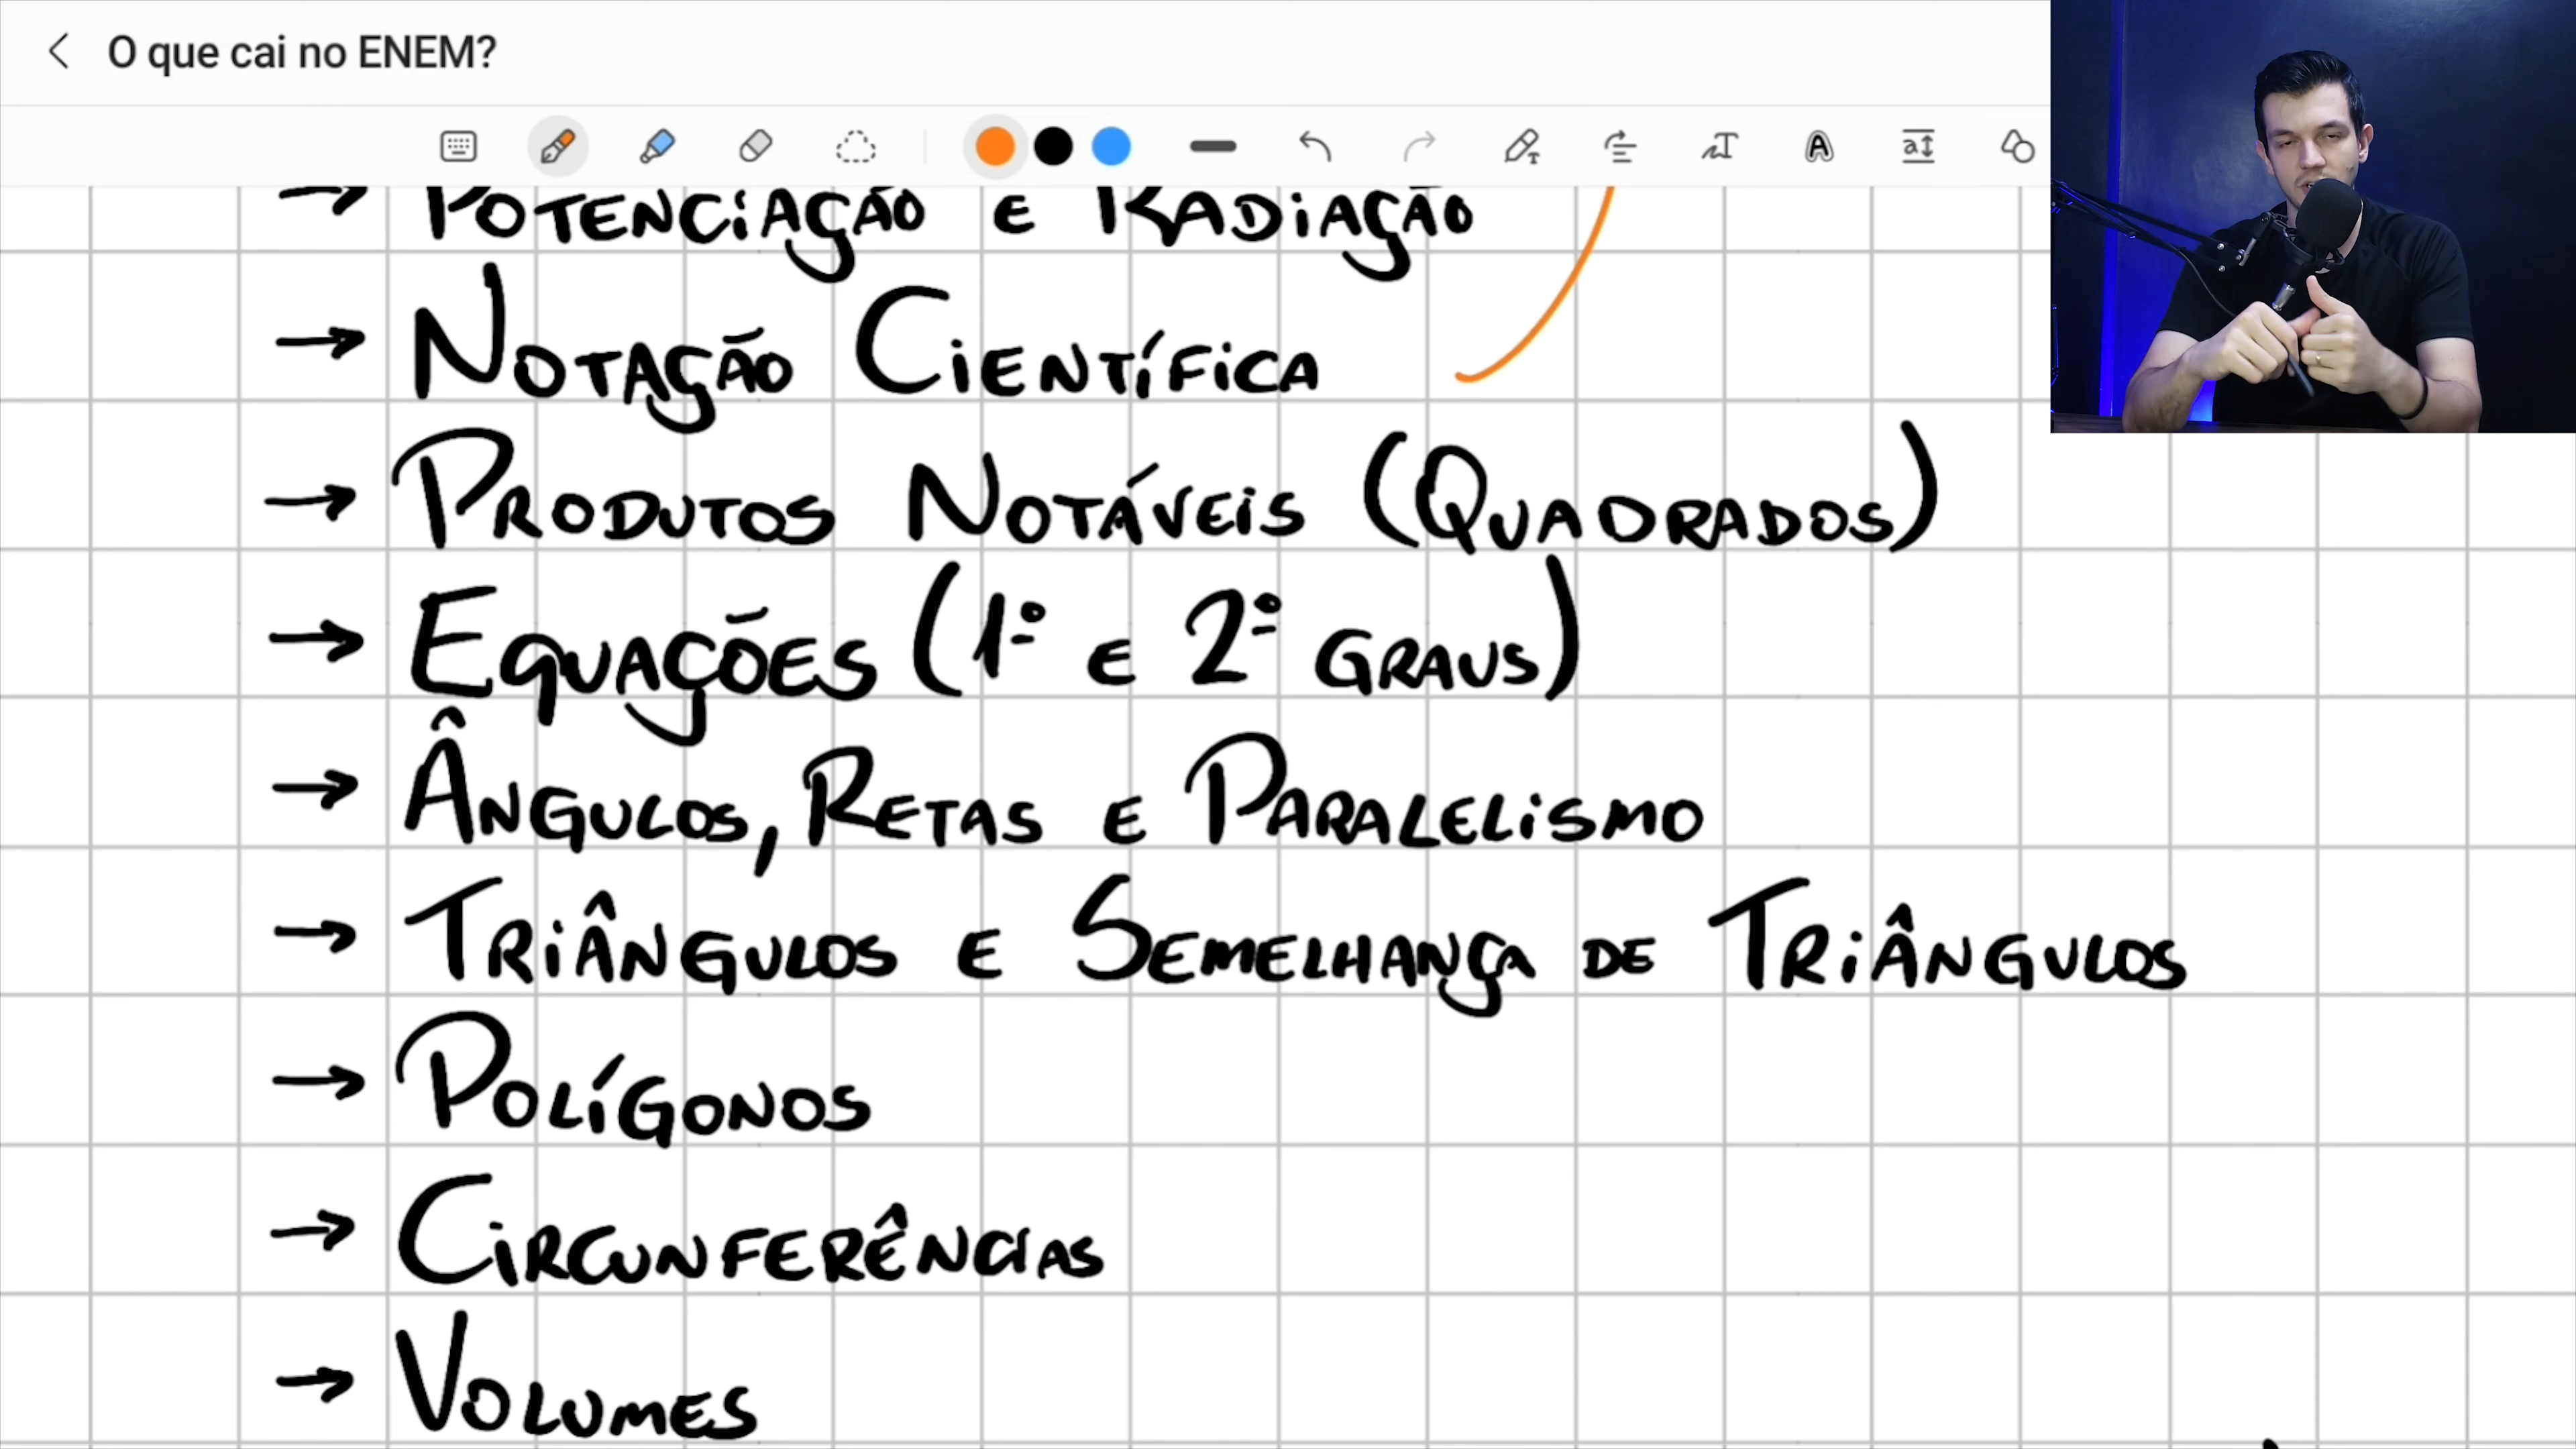 O que cai no ENEM?
→ POTENCIAÇÃO E RADIAÇÃO
→ NOTAÇÃO CIENTÍFICA
→ PRODUTOS NOTÁVEIS (QUADRADOS)
→ EQUAÇÕES (1º E 2º GRAUS)
→ ÂNGULOS, RETAS E PARALELISMO
→ TRIÂNGULOS E SEMELHANÇA DE TRIÂNGULOS
→ POLÍGONOS
→ CIRCUNFERÊNCIAS
→ VOLUMES